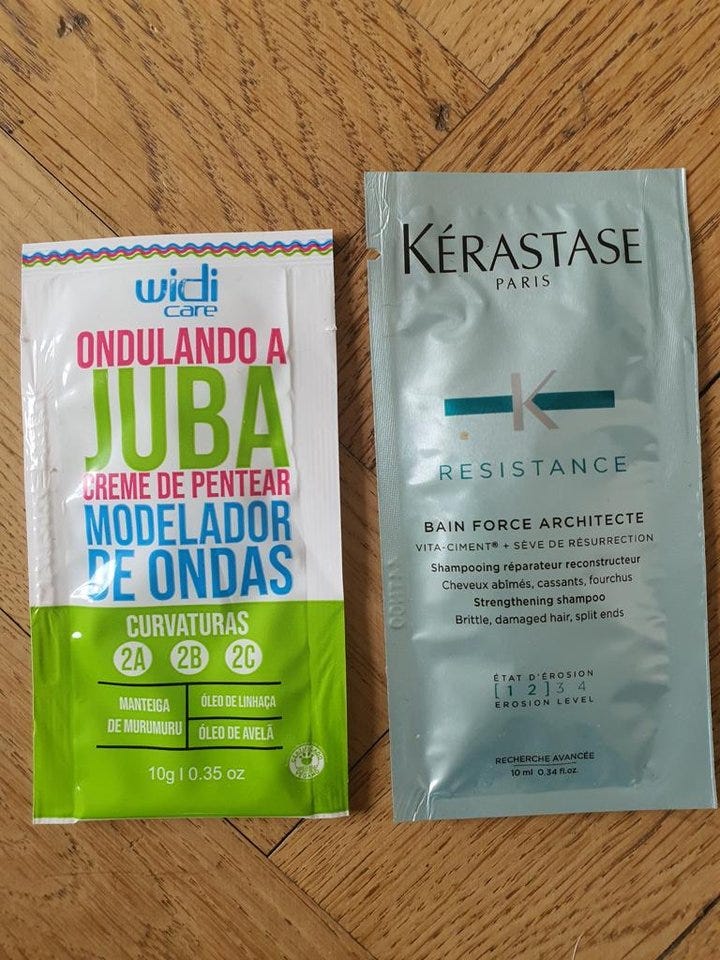 widi
care
ONDULANDO A
JUBA
CREME DE PENTEAR
MODELADOR
DE ONDAS
CURVATURAS
2A 2B 2C
MANTEIGA
DE MURUMURU
ÓLEO DE LINHAÇA
ÓLEO DE AVELÃ
10g | 0.35 oz
KÉRASTASE
PARIS
K
RESISTANCE
BAIN FORCE ARCHITECTE
VITA-CIMENT® + SÈVE DE RÉSURRECTION
Shampooing réparateur reconstructeur
Cheveux abîmés, cassants, fourchus
Strengthening shampoo
Brittle, damaged hair, split ends
ÉTAT D'ÉROSION
[1 2]3 4
EROSION LEVEL
RECHERCHE AVANCÉE
10 ml 0.34 fl.oz.